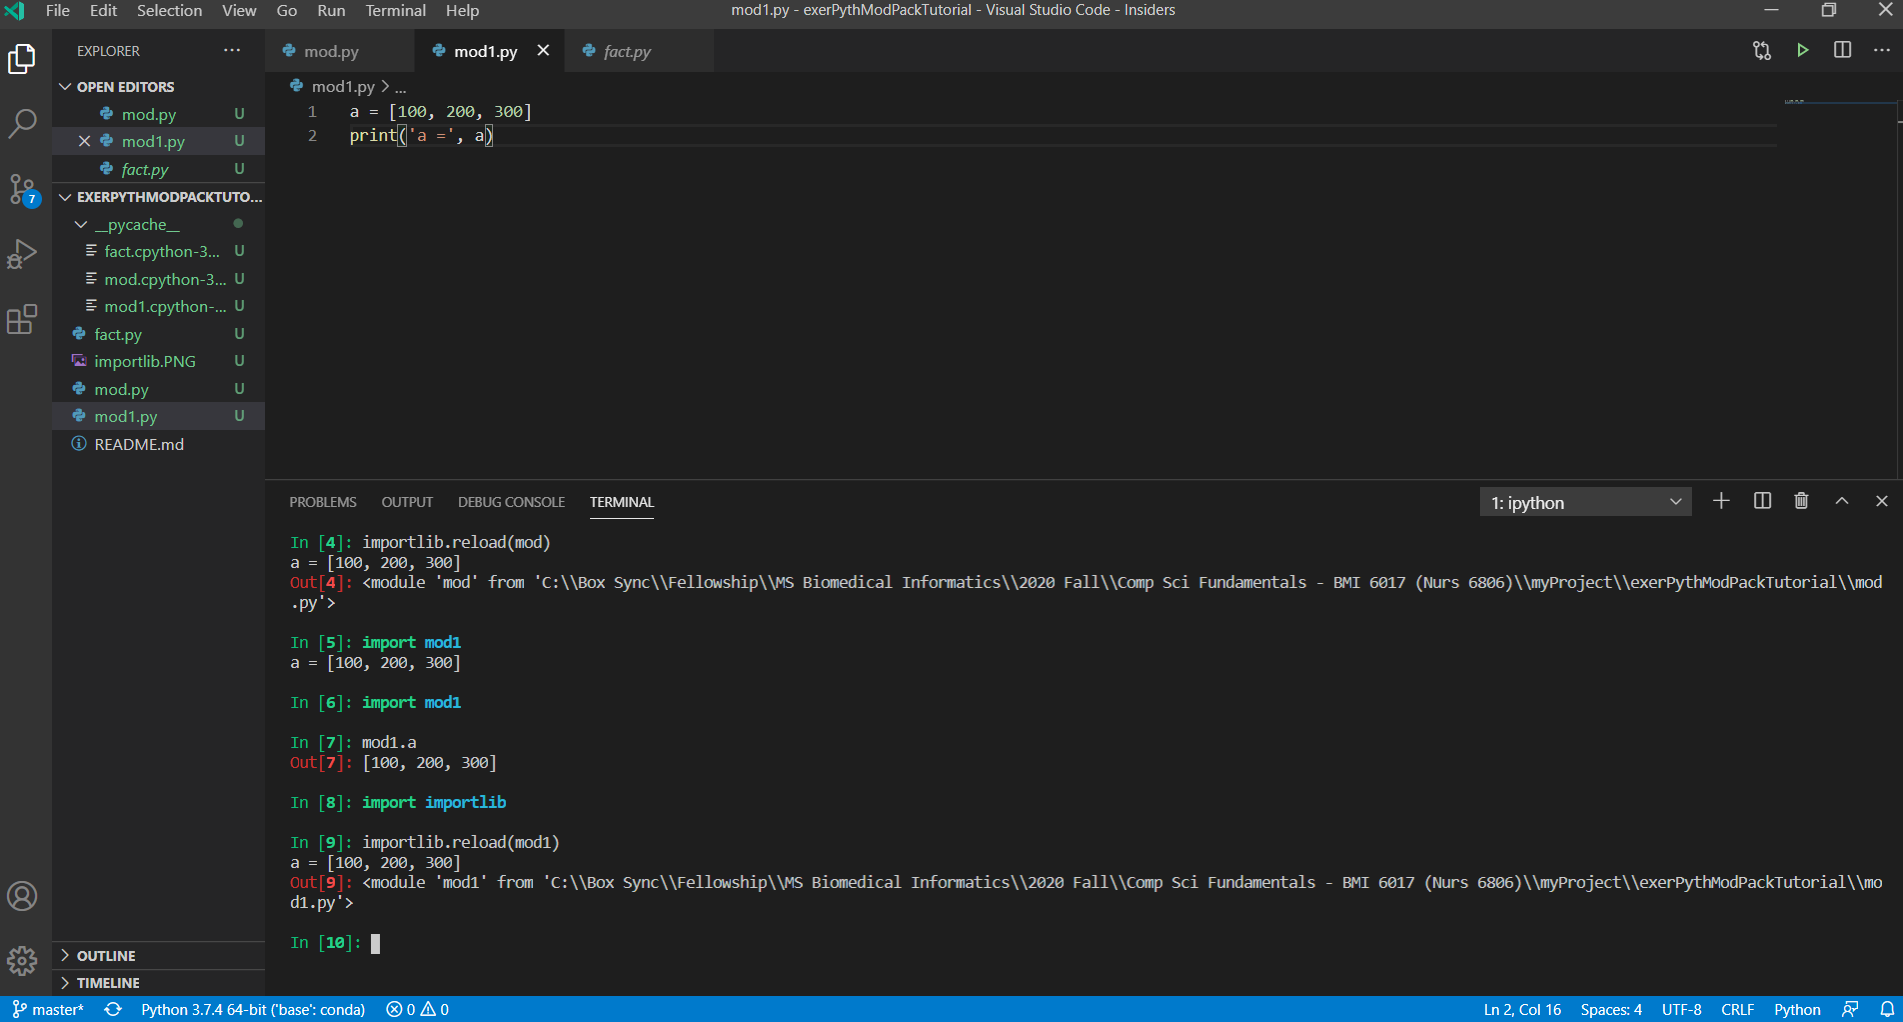 File Edit Selection View Go Run Terminal Help
mod1.py - exerPythModPackTutorial - Visual Studio Code - Insiders
EXPLORER
OPEN EDITORS
mod.py U
mod1.py U
fact.py U
EXERPYTHMODPACKTUTO...
__pycache__
fact.cpython-3... U
mod.cpython-3... U
mod1.cpython-... U
fact.py U
importlib.PNG U
mod.py U
mod1.py U
README.md
OUTLINE
TIMELINE
7
mod.py mod1.py fact.py
mod1.py > ...
1 a = [100, 200, 300]
2 print('a =', a)
PROBLEMS OUTPUT DEBUG CONSOLE TERMINAL
1: ipython
In [4]: importlib.reload(mod)
a = [100, 200, 300]
Out[4]: <module 'mod' from 'C:\\Box Sync\\Fellowship\\MS Biomedical Informatics\\2020 Fall\\Comp Sci Fundamentals - BMI 6017 (Nurs 6806)\\myProject\\exerPythModPackTutorial\\mod
.py'>
In [5]: import mod1
a = [100, 200, 300]
In [6]: import mod1
In [7]: mod1.a
Out[7]: [100, 200, 300]
In [8]: import importlib
In [9]: importlib.reload(mod1)
a = [100, 200, 300]
Out[9]: <module 'mod1' from 'C:\\Box Sync\\Fellowship\\MS Biomedical Informatics\\2020 Fall\\Comp Sci Fundamentals - BMI 6017 (Nurs 6806)\\myProject\\exerPythModPackTutorial\\mo
d1.py'>
In [10]:
master* Python 3.7.4 64-bit ('base': conda) 0 0 Ln 2, Col 16 Spaces: 4 UTF-8 CRLF Python